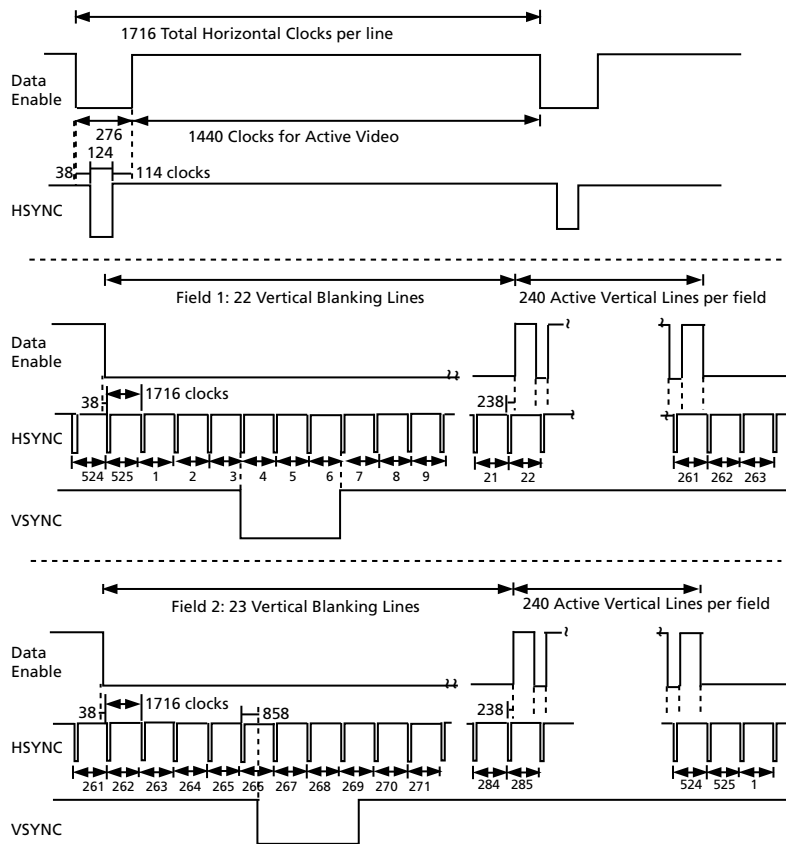 1716 Total Horizontal Clocks per line
Data
Enable
276
1440 Clocks for Active Video
124
38
114 clocks
HSYNC
Field 1: 22 Vertical Blanking Lines
240 Active Vertical Lines per field
Data
Enable
1716 clocks
38
238
HSYNC
524 525 1 2 3 4 5 6 7 8 9 21 22 261 262 263
VSYNC
Field 2: 23 Vertical Blanking Lines
240 Active Vertical Lines per field
Data
Enable
1716 clocks
38
858
238
HSYNC
261 262 263 264 265 266 267 268 269 270 271 284 285 524 525 1
VSYNC